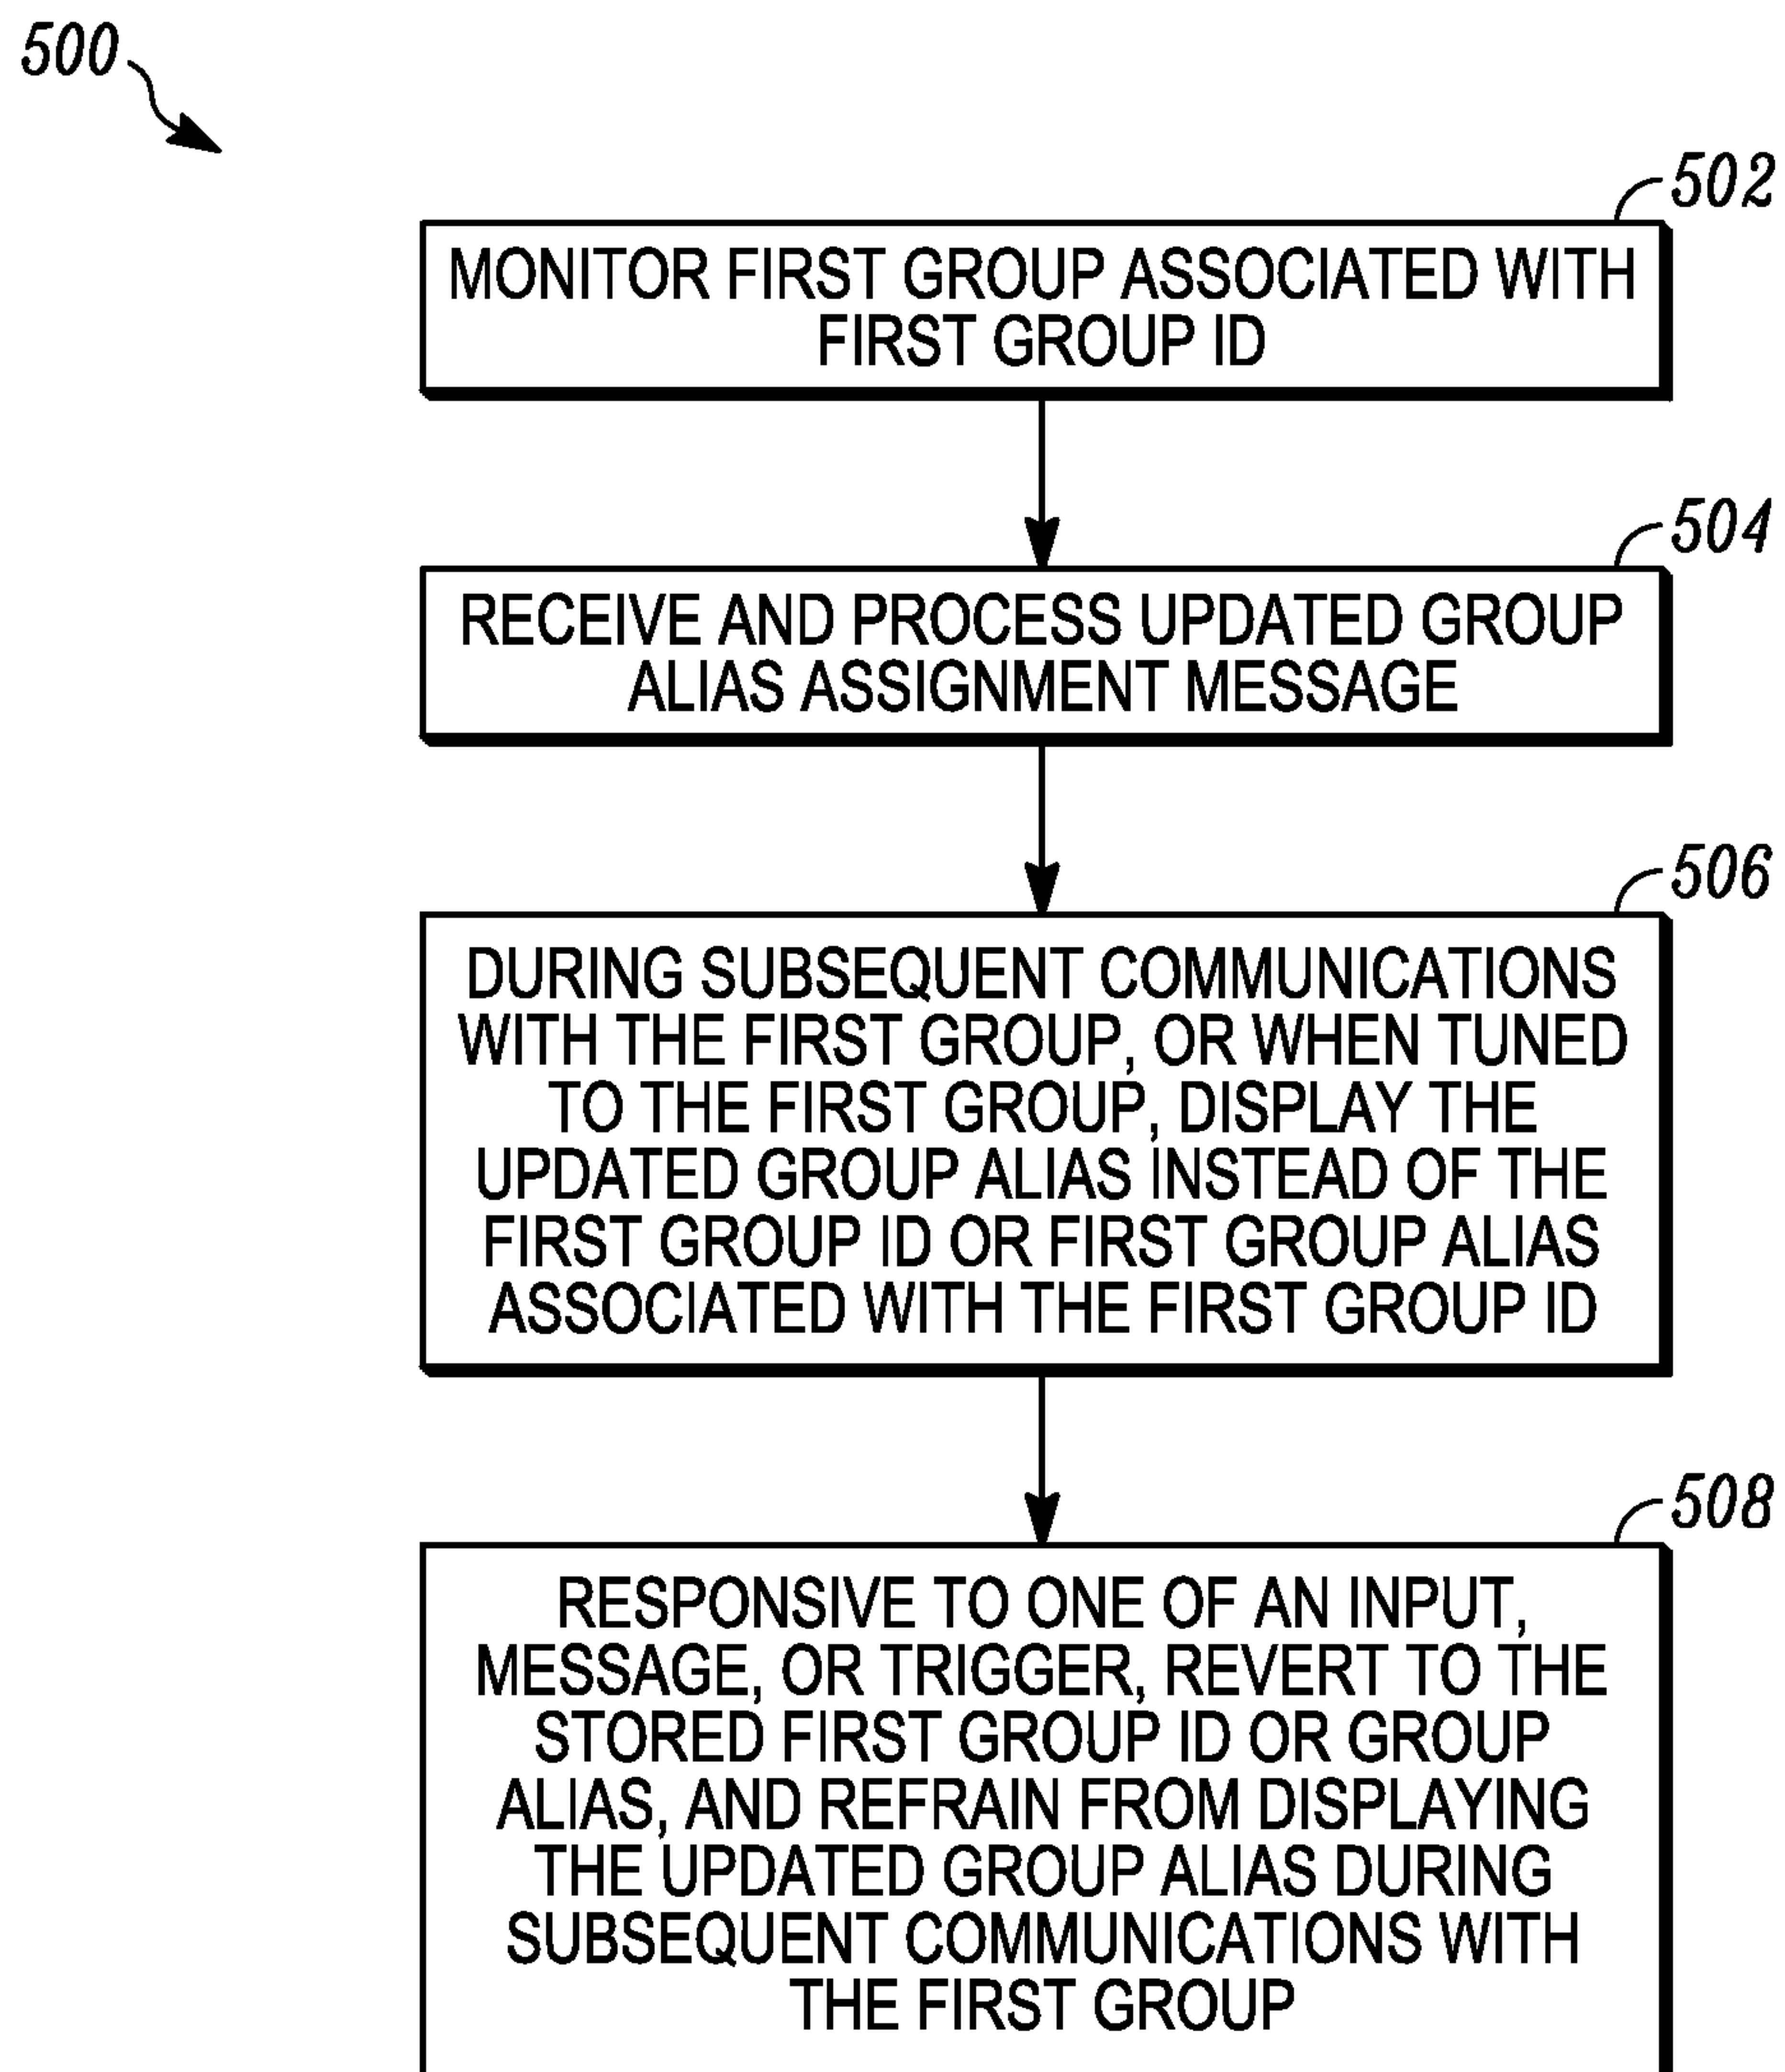 500
502
MONITOR FIRST GROUP ASSOCIATED WITH
FIRST GROUP ID
504
RECEIVE AND PROCESS UPDATED GROUP
ALIAS ASSIGNMENT MESSAGE
506
DURING SUBSEQUENT COMMUNICATIONS
WITH THE FIRST GROUP, OR WHEN TUNED
TO THE FIRST GROUP, DISPLAY THE
UPDATED GROUP ALIAS INSTEAD OF THE
FIRST GROUP ID OR FIRST GROUP ALIAS
ASSOCIATED WITH THE FIRST GROUP ID
508
RESPONSIVE TO ONE OF AN INPUT,
MESSAGE, OR TRIGGER, REVERT TO THE
STORED FIRST GROUP ID OR GROUP
ALIAS, AND REFRAIN FROM DISPLAYING
THE UPDATED GROUP ALIAS DURING
SUBSEQUENT COMMUNICATIONS WITH
THE FIRST GROUP